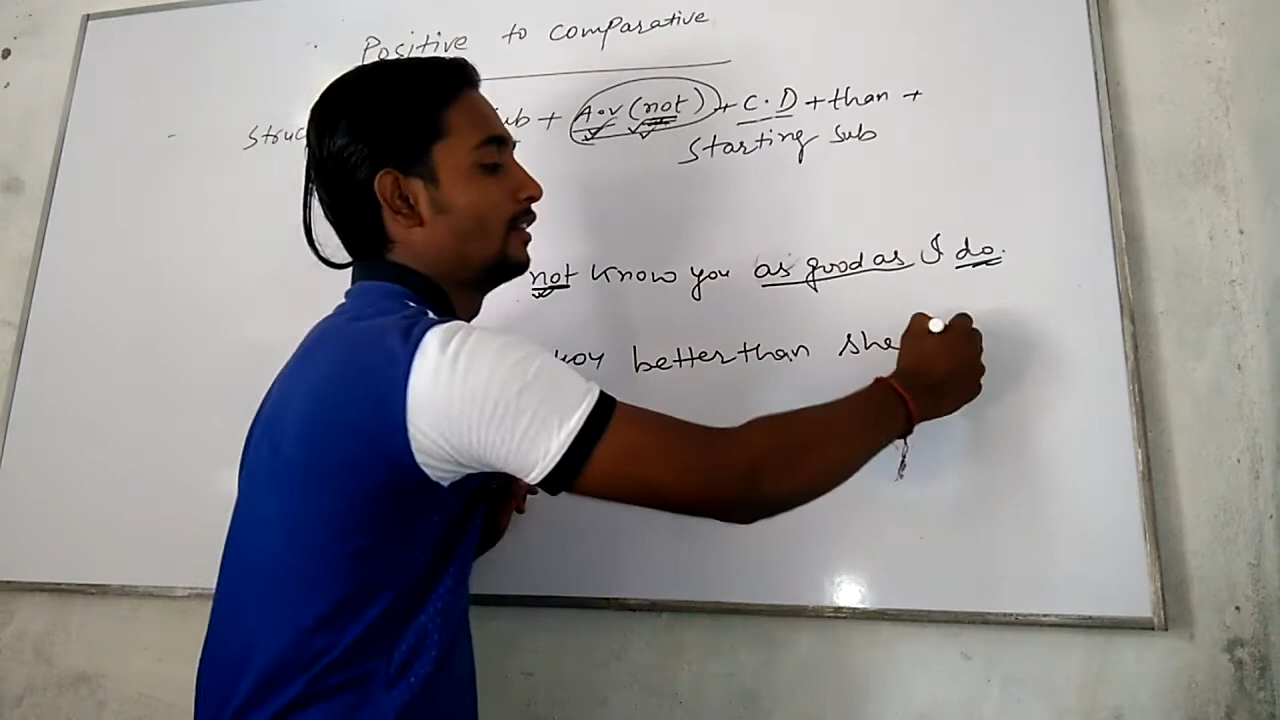 Positive to comparative
Struc ub + A.V (not) + C.D + than +
Starting Sub
not know you as good as I do.
better than she